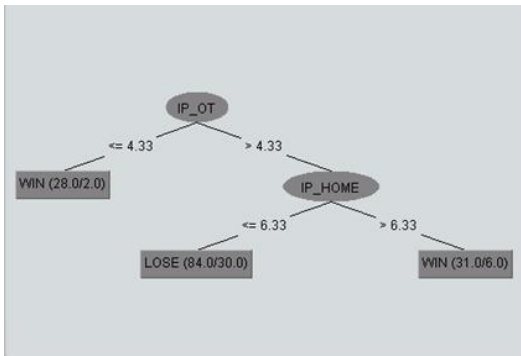 IP_OT
<= 4.33
> 4.33
WIN (28.0/2.0)
IP_HOME
<= 6.33
> 6.33
LOSE (84.0/30.0)
WIN (31.0/6.0)